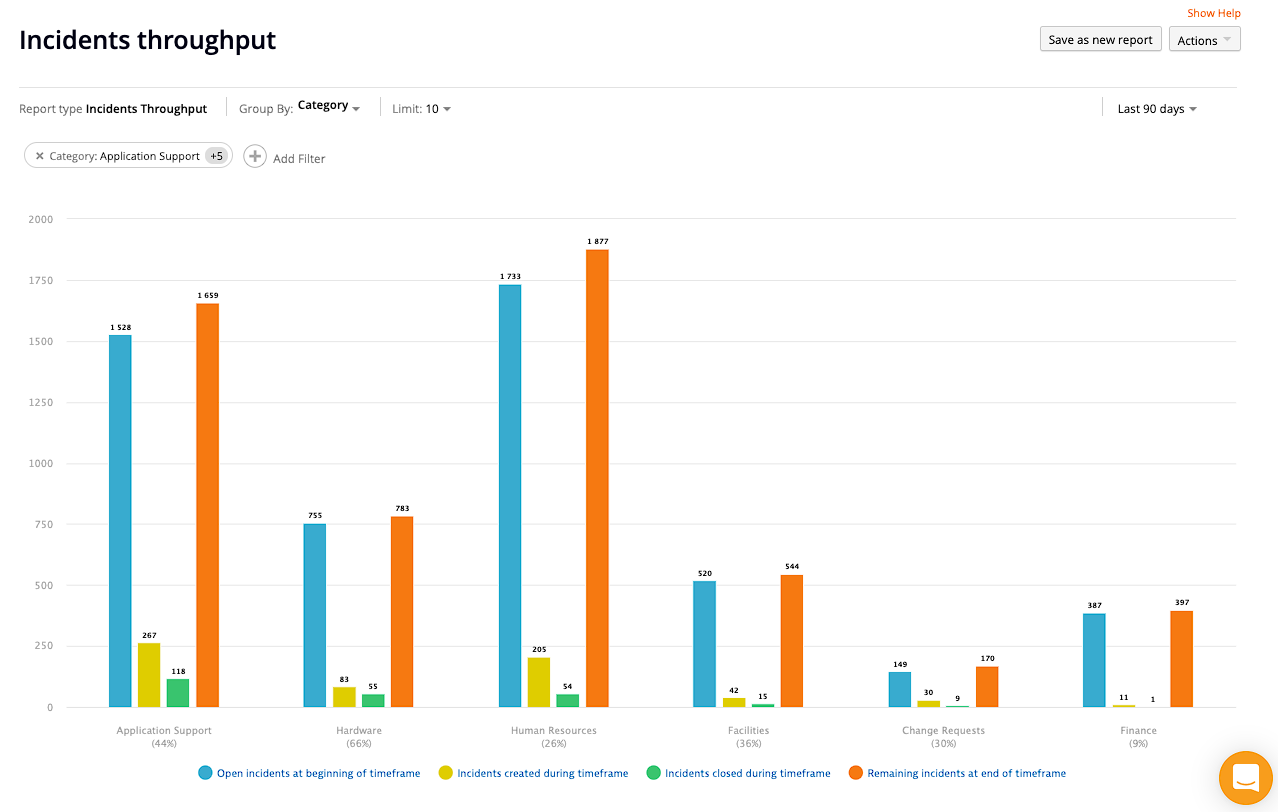 Show Help
Incidents throughput
Save as new report
Actions
Report type Incidents Throughput
Group By: Category
Limit: 10
Last 90 days
Category: Application Support +5
Add Filter
2000
1750
1500
1250
1000
750
500
250
0
1 528
267
118
1 659
755
83
55
783
1 733
205
54
1 877
520
42
15
544
149
30
9
170
387
11
1
397
Application Support
(44%)
Hardware
(66%)
Human Resources
(26%)
Facilities
(36%)
Change Requests
(30%)
Finance
(9%)
Open incidents at beginning of timeframe
Incidents created during timeframe
Incidents closed during timeframe
Remaining incidents at end of timeframe